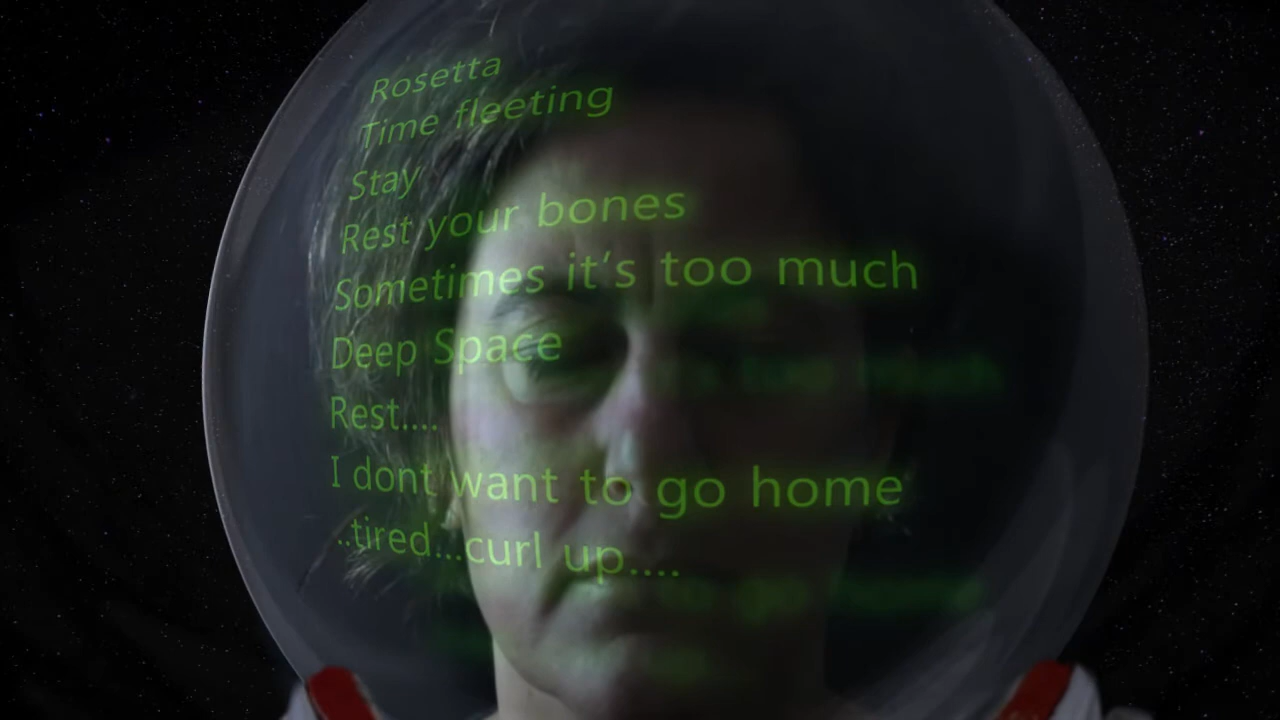 Rosetta
Time fleeting
Stay
Rest your bones
Sometimes it's too much
Deep Space
Rest....
I dont want to go home
..tired...curl up....